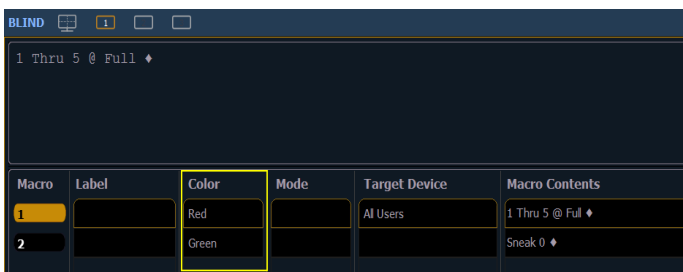 BLIND 1
1 Thru 5 @ Full ♦
Macro Label Color Mode Target Device Macro Contents
1 Red All Users 1 Thru 5 @ Full ♦
2 Green Sneak 0 ♦